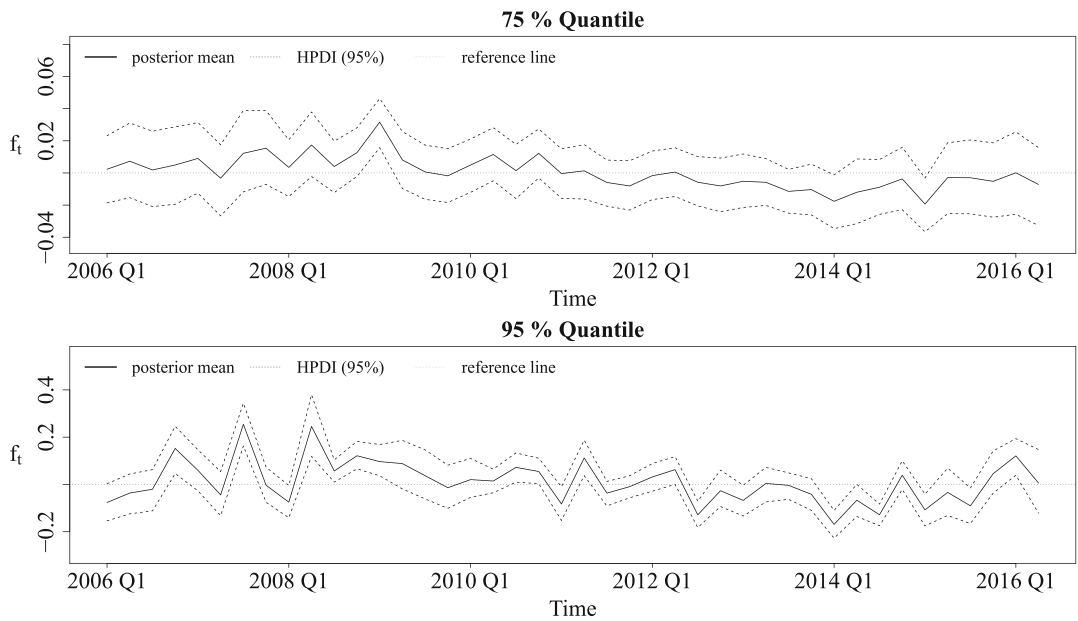 75 % Quantile
posterior mean HPDI (95%) reference line
0.06
0.02
−0.04
ft
2006 Q1 2008 Q1 2010 Q1 2012 Q1 2014 Q1 2016 Q1
Time
95 % Quantile
posterior mean HPDI (95%) reference line
0.4
0.2
−0.2
ft
2006 Q1 2008 Q1 2010 Q1 2012 Q1 2014 Q1 2016 Q1
Time